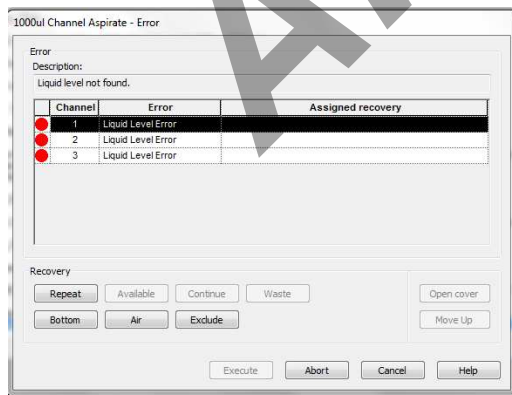 1000ul Channel Aspirate - Error
Error
Description:
Liquid level not found.
Channel Error Assigned recovery
1 Liquid Level Error
2 Liquid Level Error
3 Liquid Level Error
Recovery
Repeat Available Continue Waste Open cover
Bottom Air Exclude Move Up
Execute Abort Cancel Help